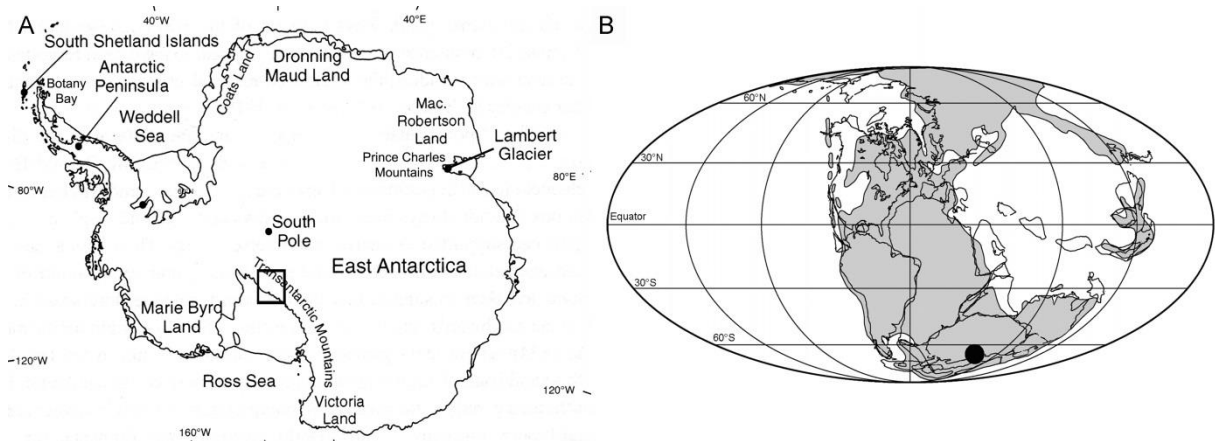 A
40°W
40°E
South Shetland Islands
Antarctic
Peninsula
Botany
Bay
Weddell
Sea
Coats Land
Dronning
Maud Land
Mac.
Robertson
Land
Lambert
Glacier
Prince Charles
Mountains
80°W
80°E
South
Pole
East Antarctica
Transantarctic Mountains
Marie Byrd
Land
120°W
Ross Sea
Victoria
Land
120°W
160°W
B
60°N
30°N
Equator
30°S
60°S